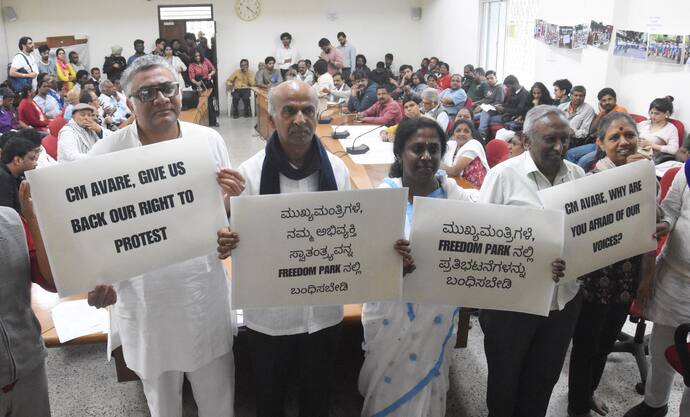 CM AVARE, GIVE US
BACK OUR RIGHT TO
PROTEST
ಮುಖ್ಯಮಂತ್ರಿಗಳೆ,
ನಮ್ಮ ಅಭಿವ್ಯಕ್ತಿ
ಸ್ವಾತಂತ್ರ್ಯವನ್ನ
FREEDOM PARK ನಲ್ಲಿ
ಬಂಧಿಸಬೇಡಿ
ಮುಖ್ಯಮಂತ್ರಿಗಳೆ,
FREEDOM PARK ನಲ್ಲಿ
ಪ್ರತಿಭಟನೆಗಳನ್ನು
ಬಂಧಿಸಬೇಡಿ
CM AVARE, WHY ARE
YOU AFRAID OF OUR
VOICES?